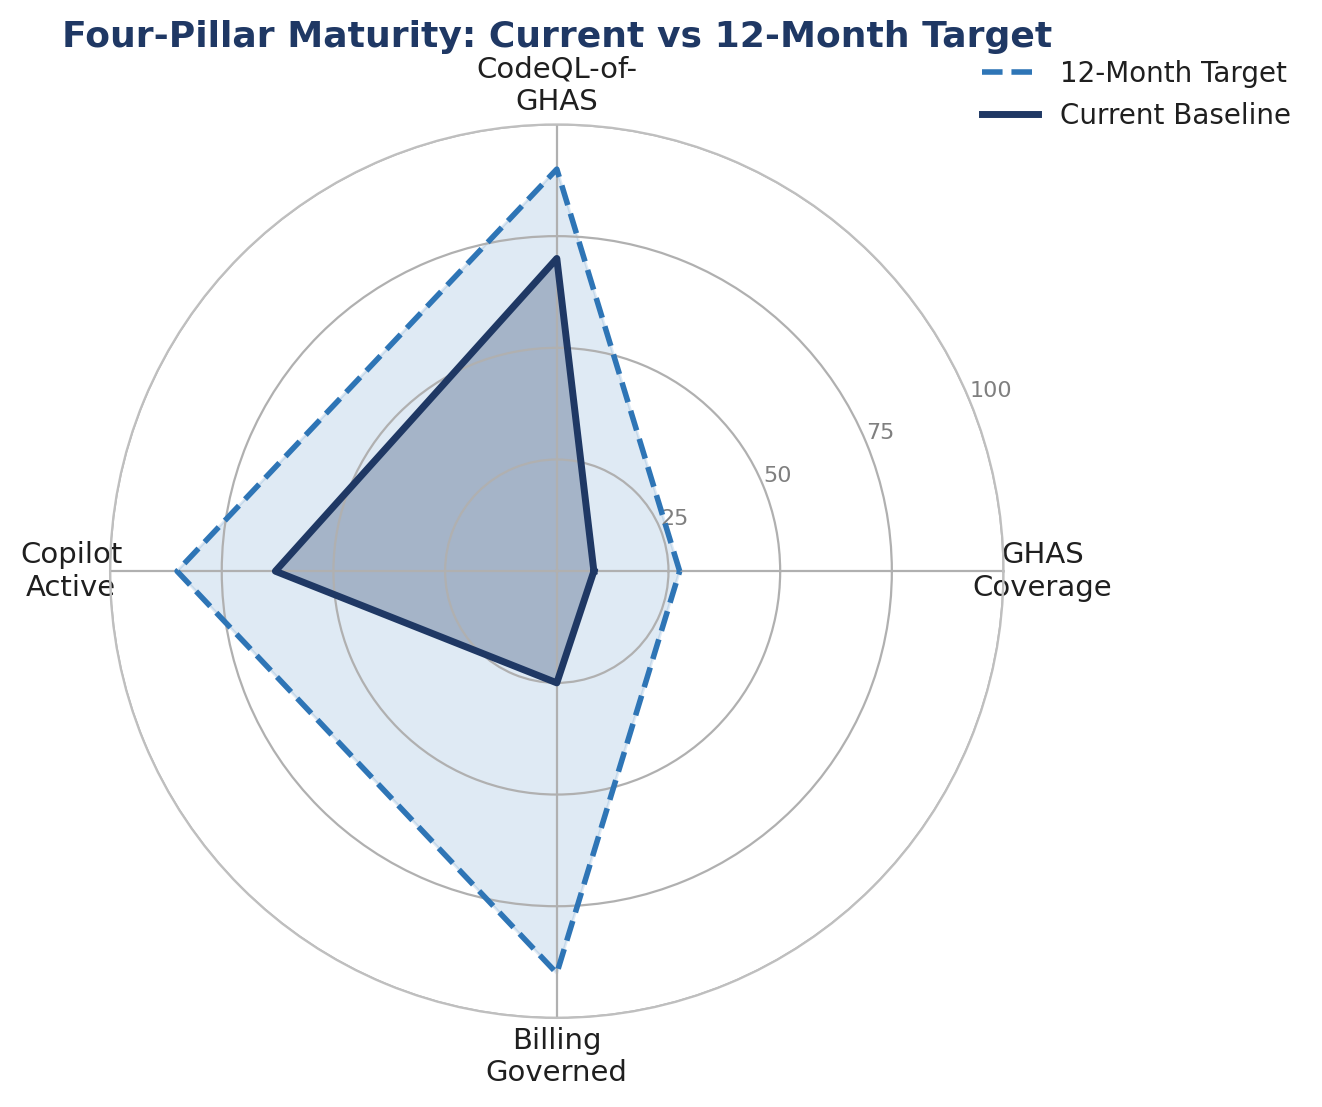 Four-Pillar Maturity: Current vs 12-Month Target
CodeQL-of-
GHAS
12-Month Target
Current Baseline
100
75
50
25
Copilot
Active
GHAS
Coverage
Billing
Governed